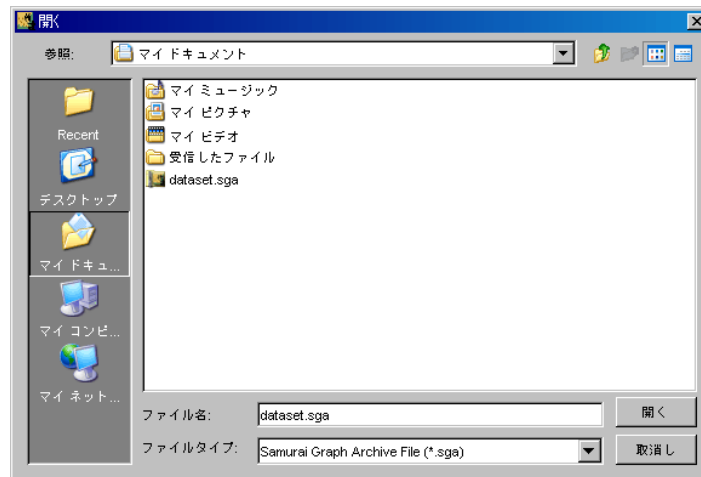 開く
参照: マイ ドキュメント
マイ ミュージック
マイ ピクチャ
マイ ビデオ
受信したファイル
dataset.sga
Recent
デスクトップ
マイ ドキュ...
マイ コンピ...
マイ ネット...
ファイル名: dataset.sga 開く
ファイルタイプ: Samurai Graph Archive File (*.sga) 取消し